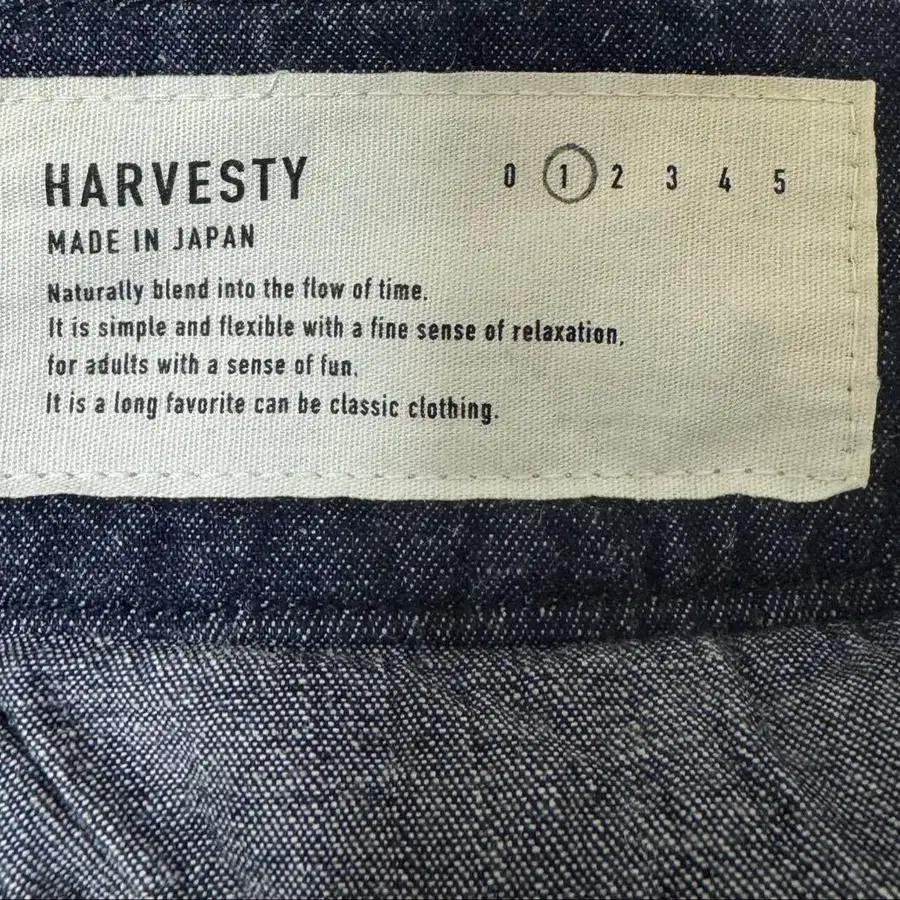 HARVESTY
0 1 2 3 4 5
MADE IN JAPAN
Naturally blend into the flow of time.
It is simple and flexible with a fine sense of relaxation,
for adults with a sense of fun.
It is a long favorite can be classic clothing.